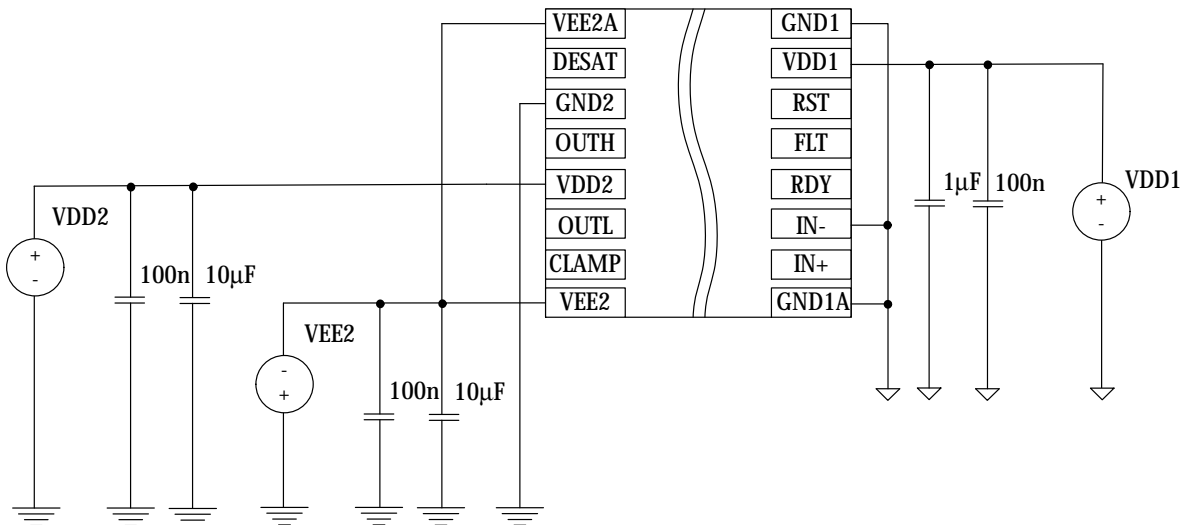 VEE2A
DESAT
GND2
OUTH
VDD2
OUTL
CLAMP
VEE2
GND1
VDD1
RST
FLT
RDY
IN-
IN+
GND1A
VDD2
+
-
100n
10μF
VEE2
-
+
100n
10μF
1μF
100n
VDD1
+
-